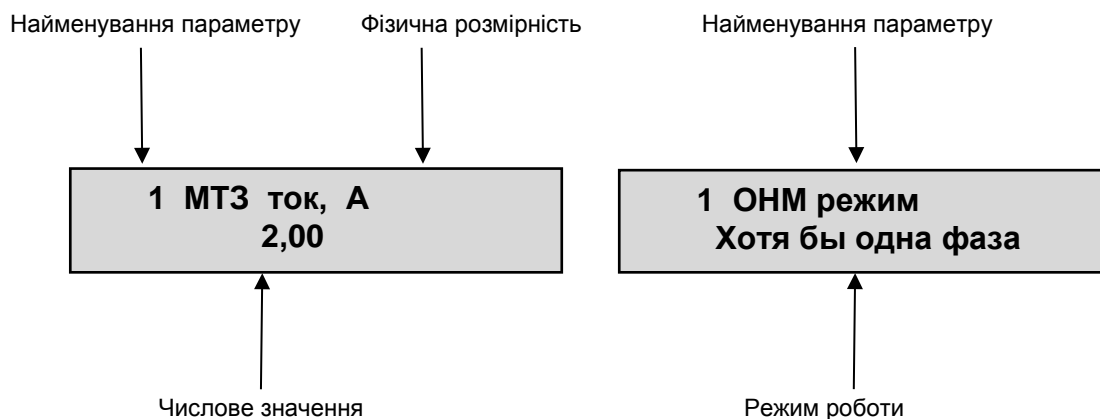 Найменування параметру
Фізична розмірність
Найменування параметру
1 МТЗ ток, А
2,00
1 ОНМ режим
Хотя бы одна фаза
Числове значення
Режим роботи